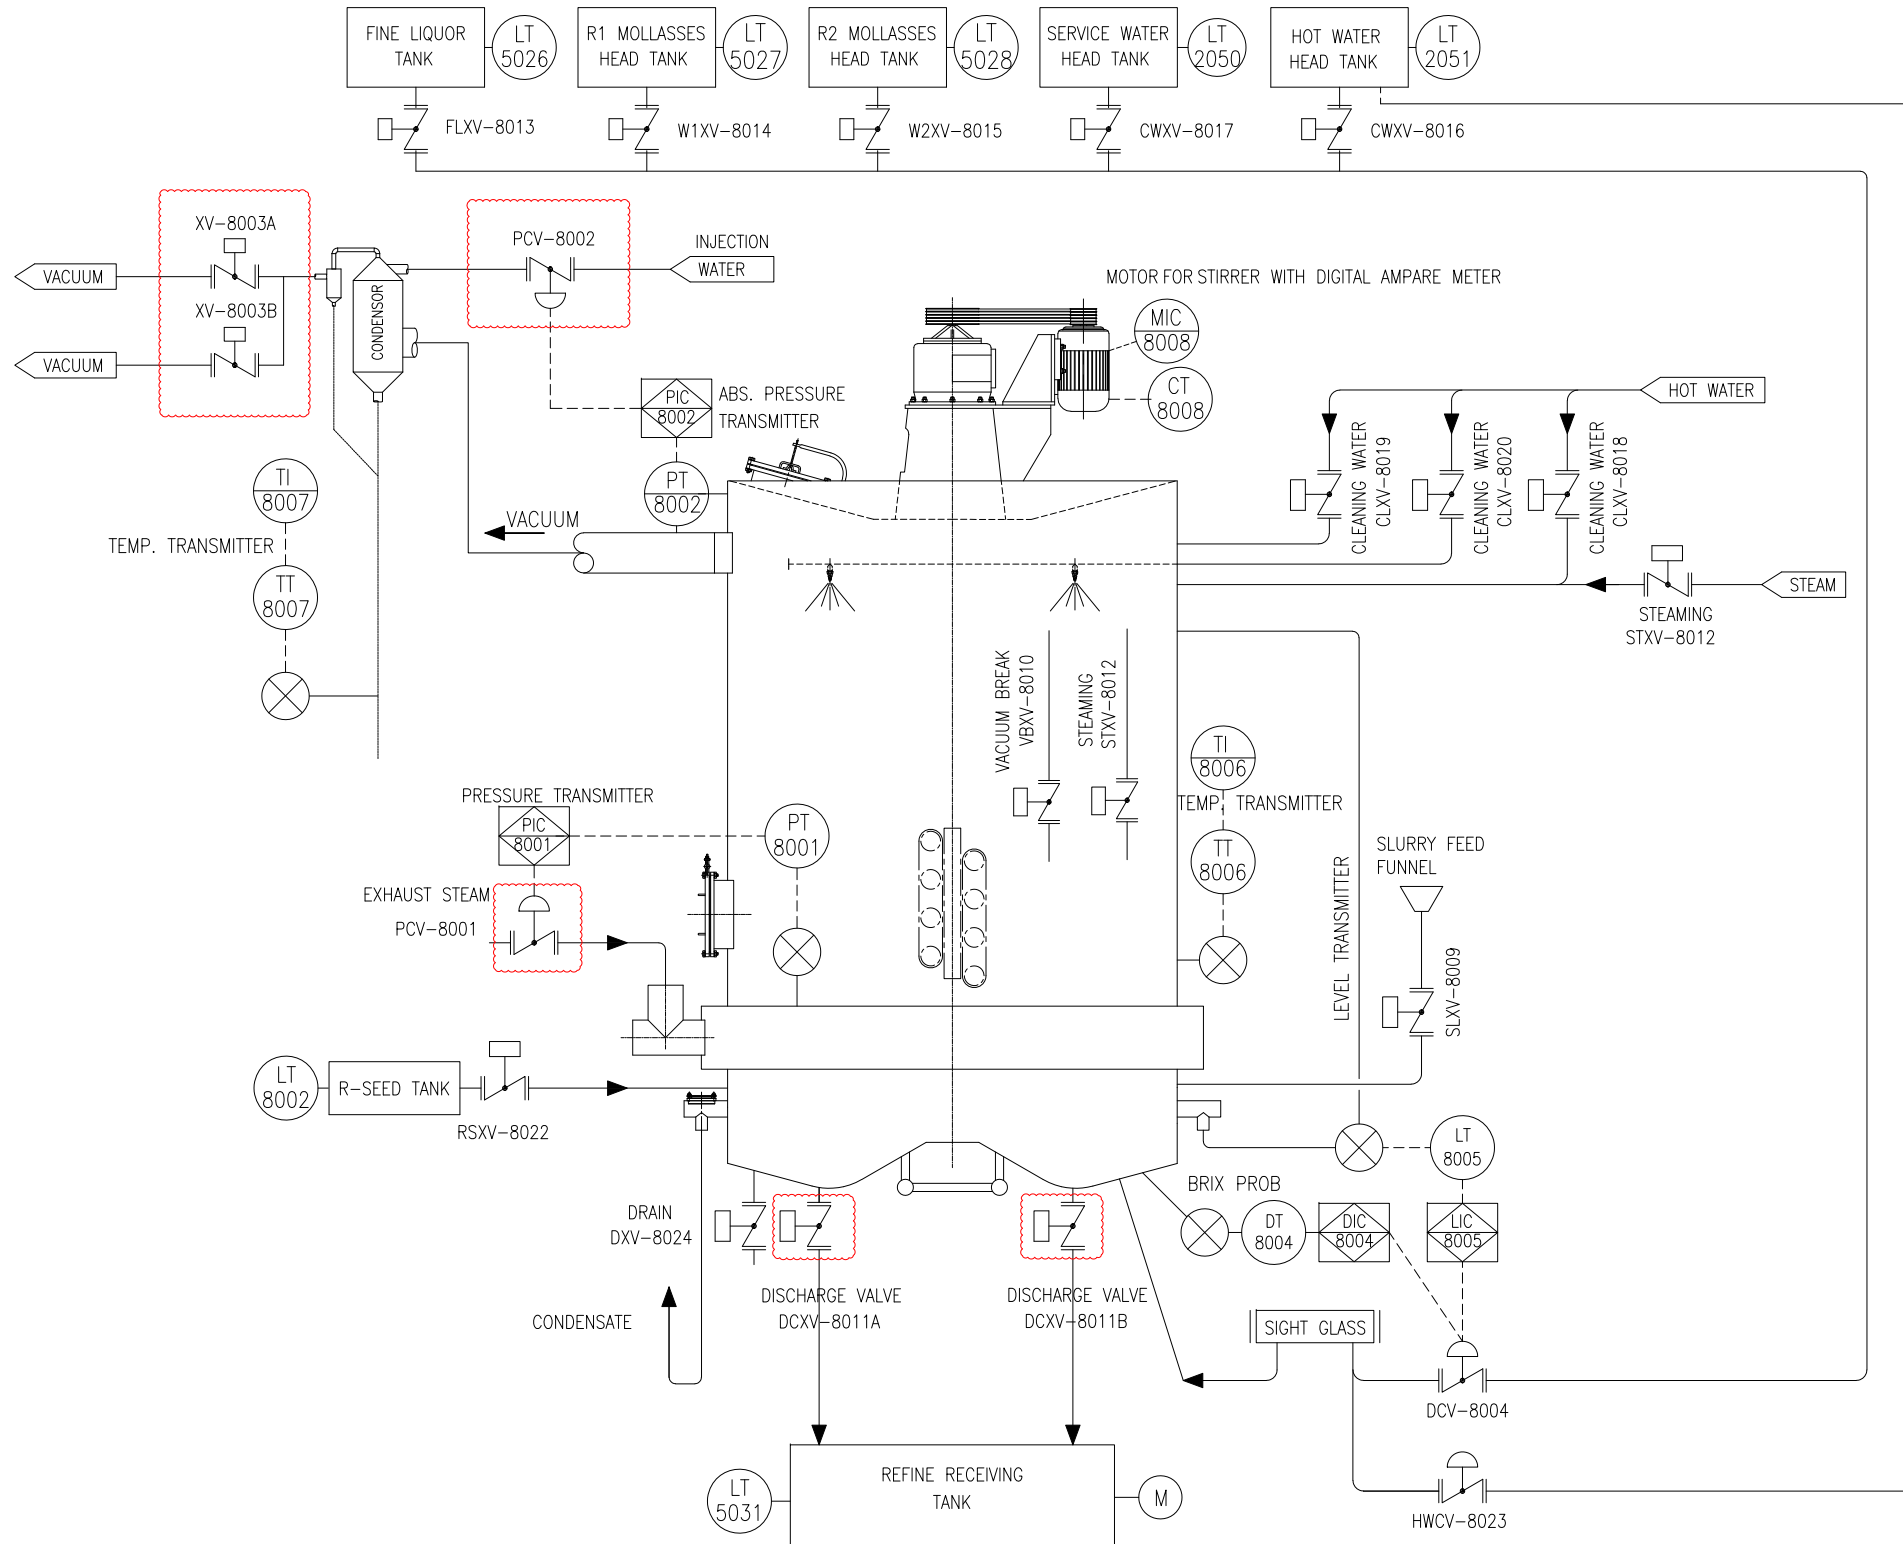 FINE LIQUOR
TANK
LT
5026
R1 MOLLASSES
HEAD TANK
LT
5027
R2 MOLLASSES
HEAD TANK
LT
5028
SERVICE WATER
HEAD TANK
LT
2050
HOT WATER
HEAD TANK
LT
2051
FLXV-8013
W1XV-8014
W2XV-8015
CWXV-8017
CWXV-8016
XV-8003A
VACUUM
XV-8003B
VACUUM
CONDENSOR
PCV-8002
INJECTION
WATER
MOTOR FOR STIRRER WITH DIGITAL AMPARE METER
MIC
8008
CT
8008
PIC
8002
ABS. PRESSURE
TRANSMITTER
PT
8002
VACUUM
HOT WATER
CLEANING WATER
CLXV-8019
CLEANING WATER
CLXV-8020
CLEANING WATER
CLXV-8018
STEAM
STEAMING
STXV-8012
TI
8007
TEMP. TRANSMITTER
TT
8007
VACUUM BREAK
VBXV-8010
STEAMING
STXV-8012
TI
8006
TEMP. TRANSMITTER
TT
8006
PRESSURE TRANSMITTER
PIC
8001
PT
8001
EXHAUST STEAM
PCV-8001
LEVEL TRANSMITTER
SLURRY FEED
FUNNEL
SLXV-8009
LT
8002
R-SEED TANK
RSXV-8022
LT
8005
BRIX PROB
DT
8004
DIC
8004
LIC
8005
DRAIN
DXV-8024
DISCHARGE VALVE
DCXV-8011A
DISCHARGE VALVE
DCXV-8011B
CONDENSATE
SIGHT GLASS
DCV-8004
HWCV-8023
LT
5031
REFINE RECEIVING
TANK
M